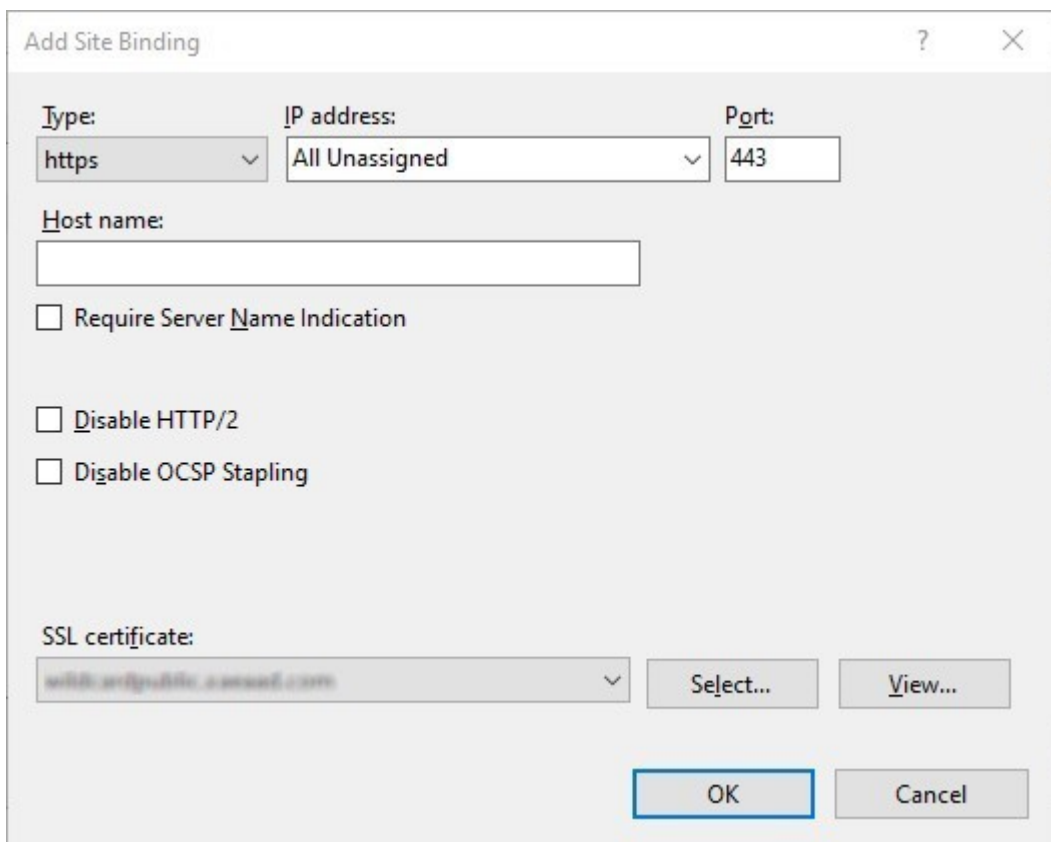 Add Site Binding ?
Type: IP address: Port:
https All Unassigned 443
Host name:
Require Server Name Indication
Disable HTTP/2
Disable OCSP Stapling
SSL certificate:
Select... View...
OK Cancel